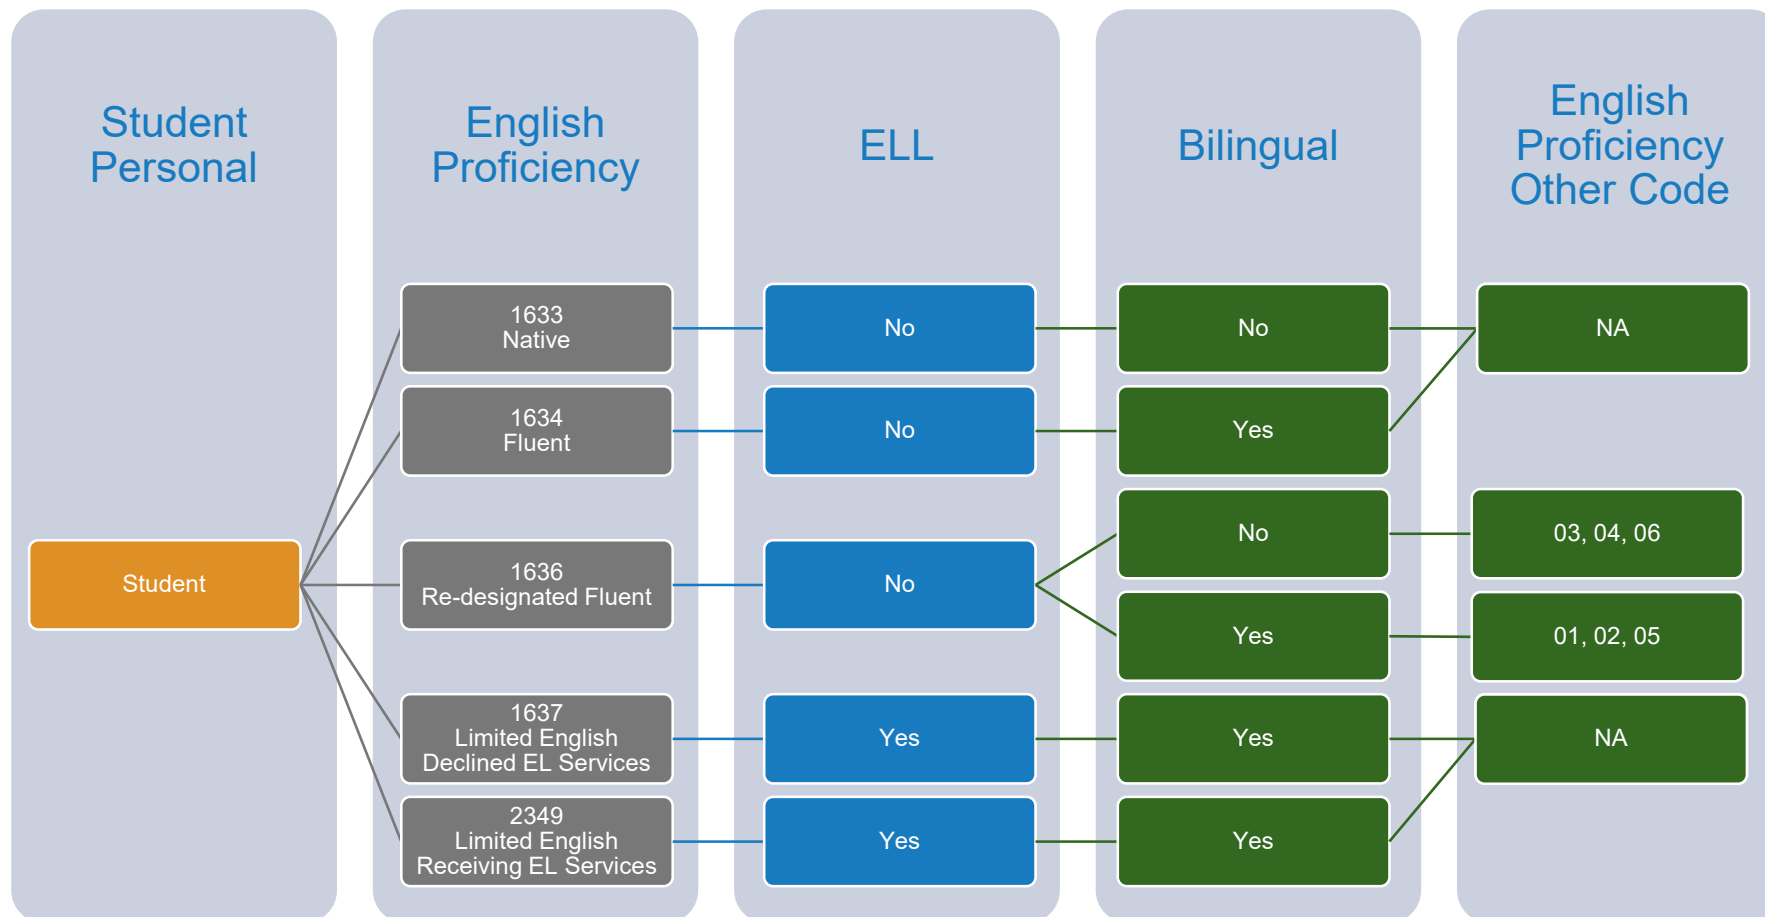 Student
Personal
English
Proficiency
ELL
Bilingual
English
Proficiency
Other Code
1633
Native
No
No
NA
1634
Fluent
No
Yes
Student
1636
Re-designated Fluent
No
No
03, 04, 06
Yes
01, 02, 05
1637
Limited English
Declined EL Services
Yes
Yes
NA
2349
Limited English
Receiving EL Services
Yes
Yes